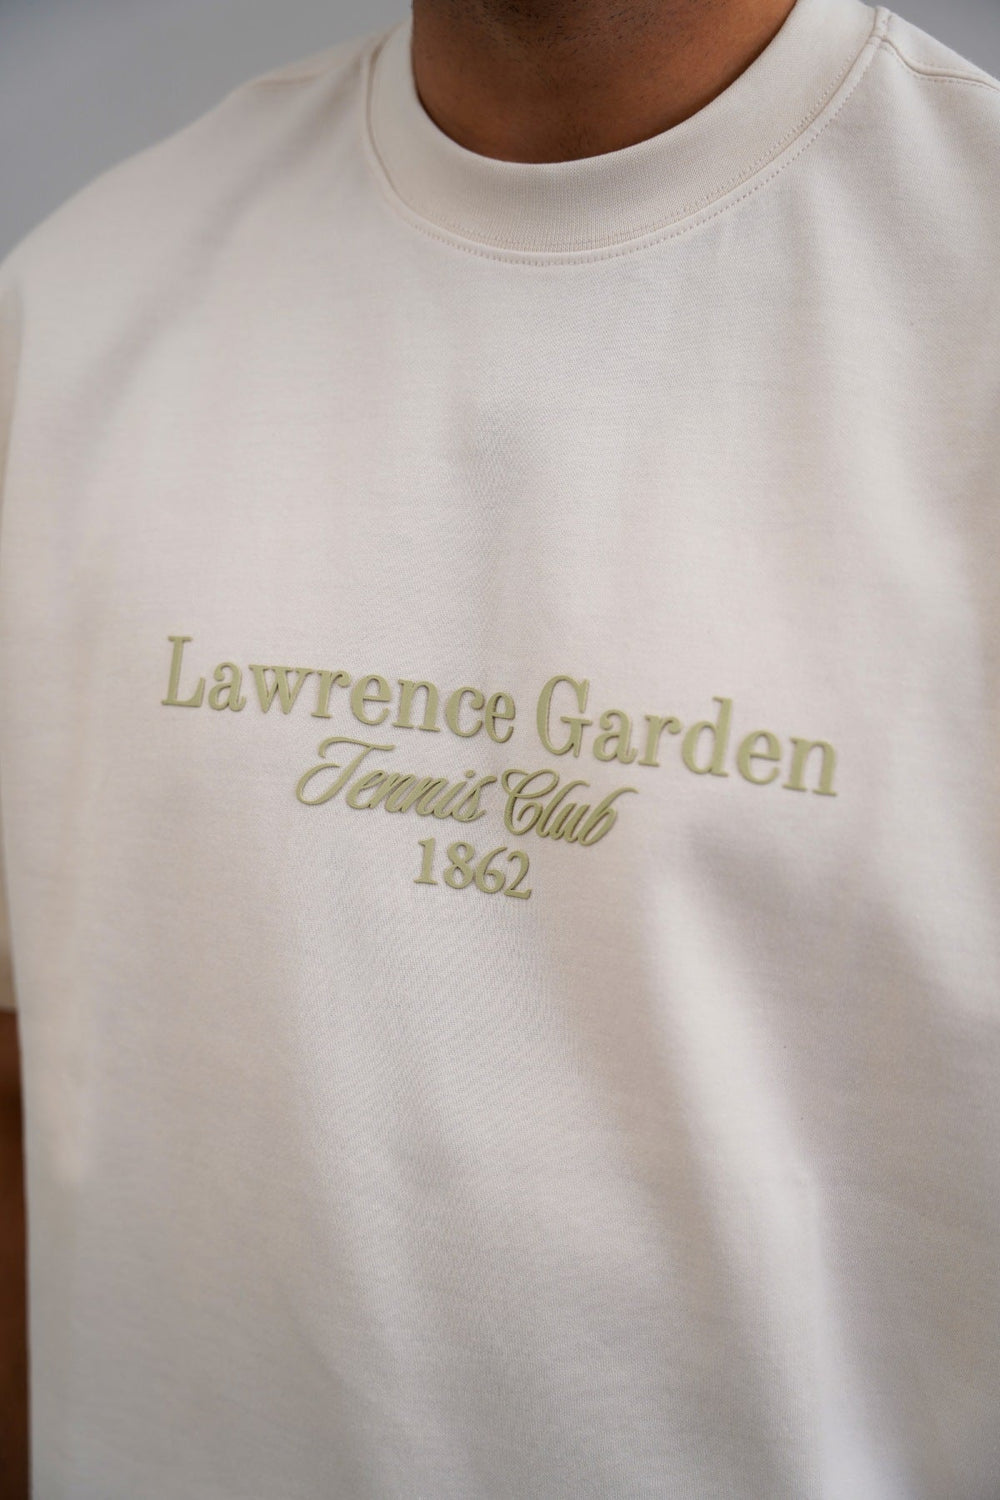 Lawrence Garden
Tennis Club
1862